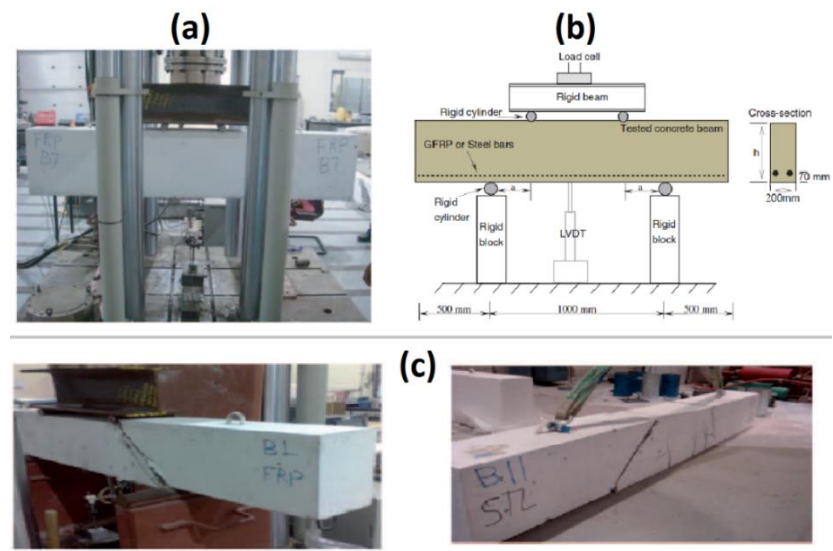 (a)
FRP
B7
FRP
B7
(b)
Load cell
Rigid beam
Rigid cylinder
Tested concrete beam
GFRP or Steel bars
a
a
Rigid
cylinder
Rigid
block
LVDT
Rigid
block
500 mm
1000 mm
500 mm
Cross-section
h
70 mm
200mm
(c)
B1
FRP
B11
STL